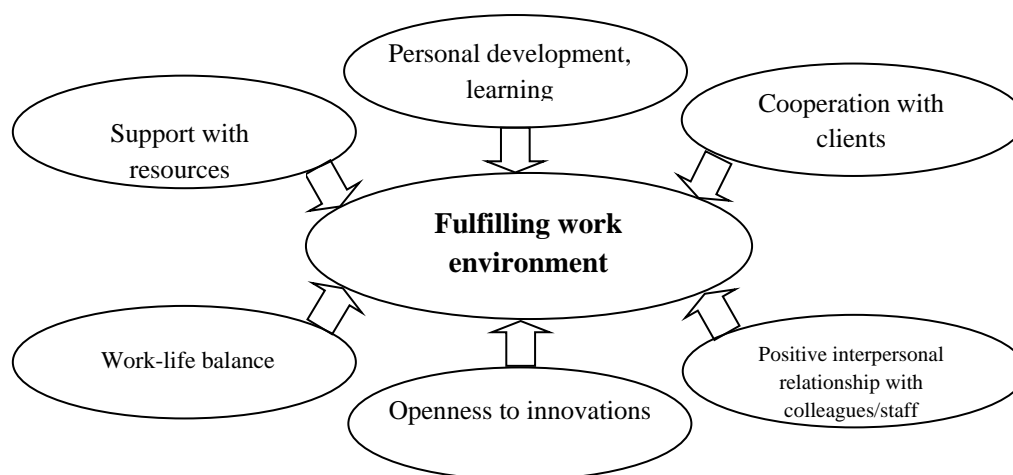 Personal development,
learning
Support with
resources
Cooperation with
clients
Fulfilling work
environment
Work-life balance
Openness to innovations
Positive interpersonal
relationship with
colleagues/staff